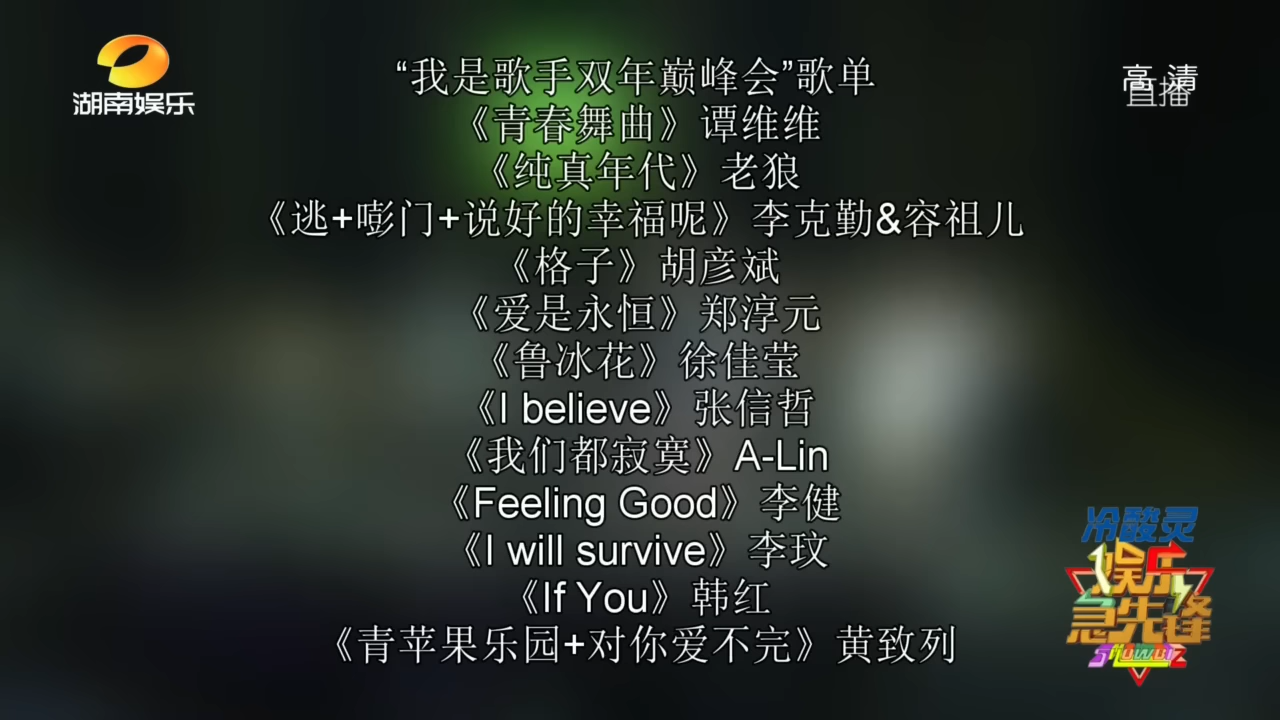 湖南娱乐
高清
直播
“我是歌手双年巅峰会”歌单
《青春舞曲》谭维维
《纯真年代》老狼
《逃+嘭门+说好的幸福呢》李克勤&容祖儿
《格子》胡彦斌
《爱是永恒》郑淳元
《鲁冰花》徐佳莹
《I believe》张信哲
《我们都寂寞》A-Lin
《Feeling Good》李健
《I will survive》李玟
《If You》韩红
《青苹果乐园+对你爱不完》黄致列
冷酸灵
娱乐
急先锋
SHOWBIZ